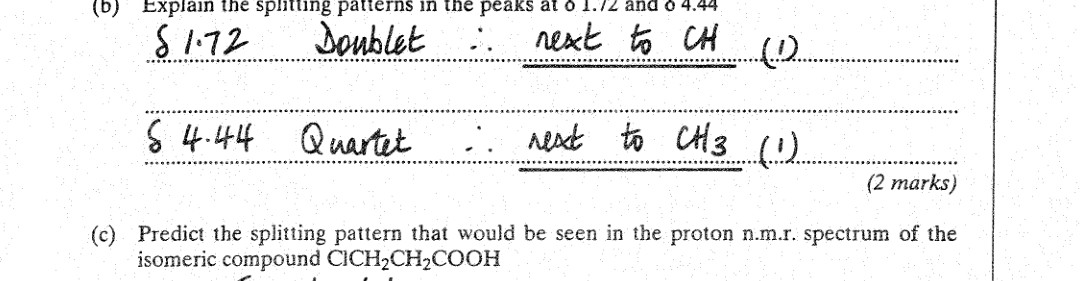 (b) Explain the splitting patterns in the peaks at δ 1.72 and δ 4.44
δ 1.72 Doublet ∴ next to CH (1)
δ 4.44 Quartet ∴ next to CH3 (1)
(2 marks)
(c) Predict the splitting pattern that would be seen in the proton n.m.r. spectrum of the
isomeric compound ClCH₂CH₂COOH